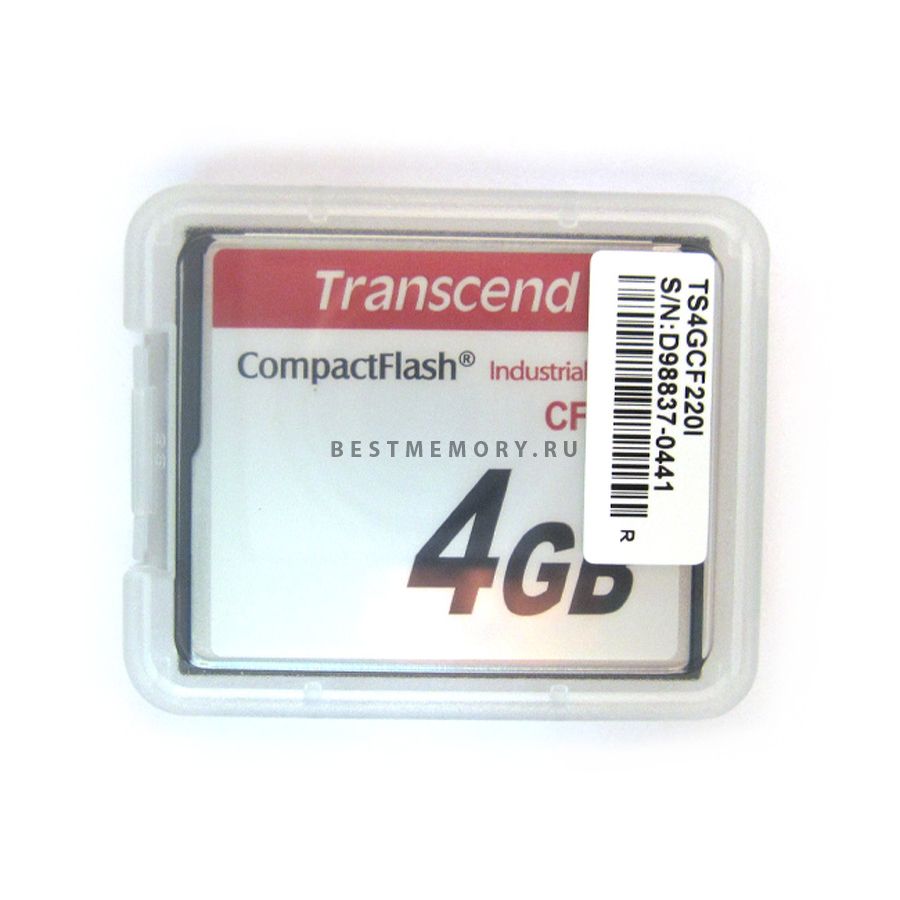 Transcend
CompactFlash® Industrial
CF
BESTMEMORY.RU
4GB
TS4GCF220I
S/N:D98837-0441
R